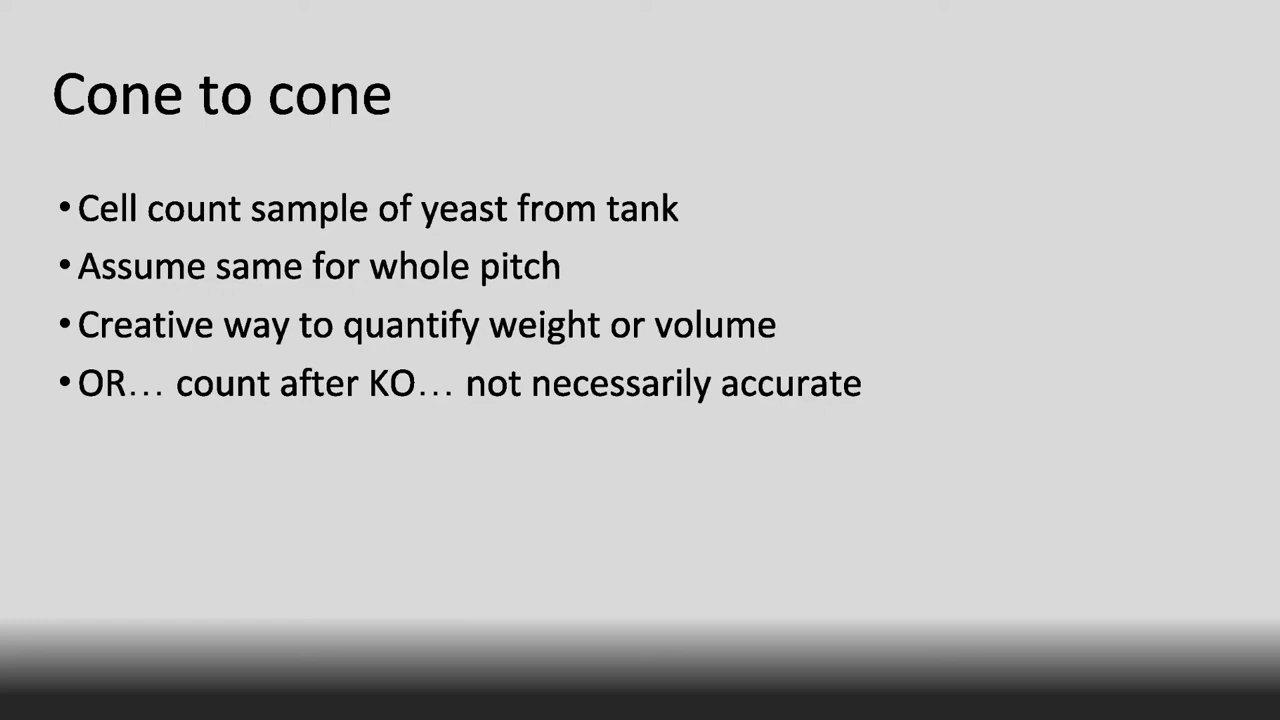 Cone to cone
•Cell count sample of yeast from tank
•Assume same for whole pitch
•Creative way to quantify weight or volume
•OR… count after KO… not necessarily accurate